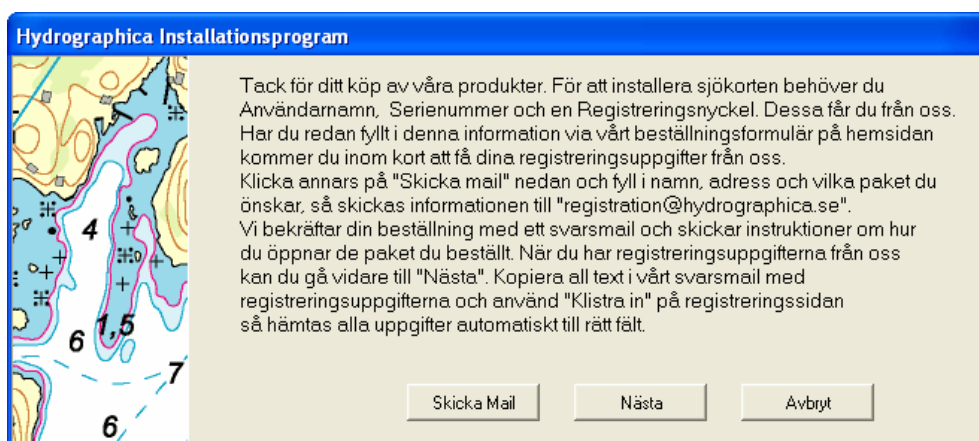 Hydrographica Installationsprogram
Tack för ditt köp av våra produkter. För att installera sjökorten behöver du
Användarnamn, Serienummer och en Registreringsnyckel. Dessa får du från oss.
Har du redan fyllt i denna information via vårt beställningsformulär på hemsidan
kommer du inom kort att få dina registreringsuppgifter från oss.
Klicka annars på "Skicka mail" nedan och fyll i namn, adress och vilka paket du
önskar, så skickas informationen till "registration@hydrographica.se".
Vi bekräftar din beställning med ett svarsmail och skickar instruktioner om hur
du öppnar de paket du beställt. När du har registreringsuppgifterna från oss
kan du gå vidare till "Nästa". Kopiera all text i vårt svarsmail med
registreringsuppgifterna och använd "Klistra in" på registreringssidan
så hämtas alla uppgifter automatiskt till rätt fält.
4
1,5
6
7
6
Skicka Mail
Nästa
Avbryt